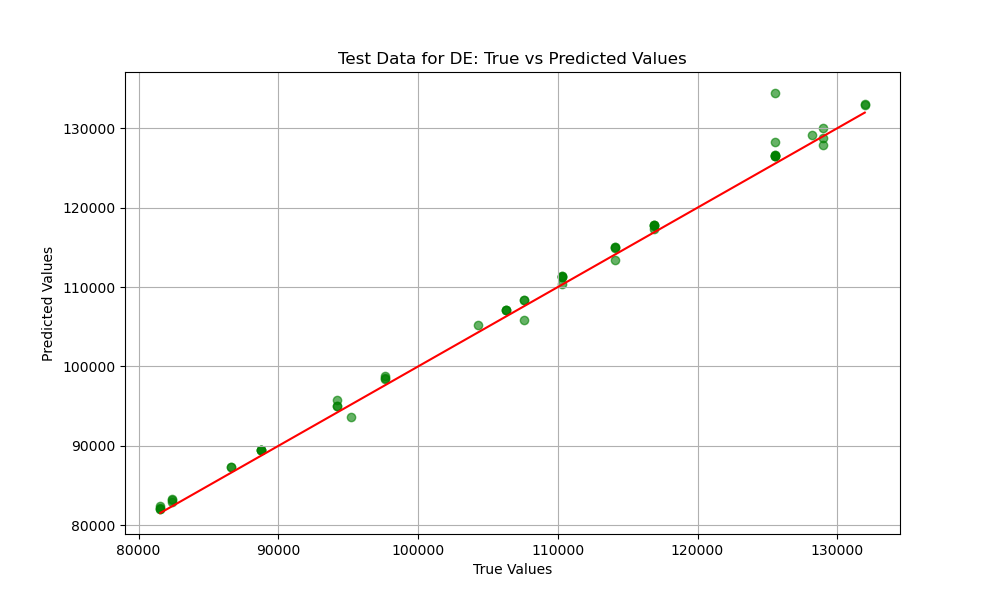 Test Data for DE: True vs Predicted Values
130000
120000
110000
100000
90000
80000
Predicted Values
80000 90000 100000 110000 120000 130000
True Values